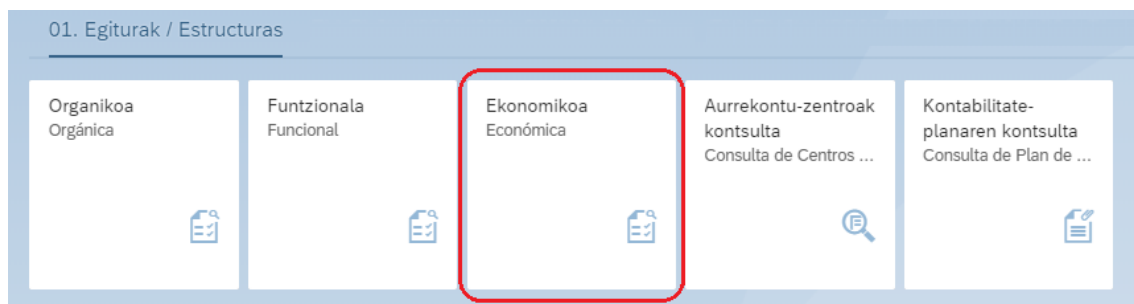 01. Egiturak / Estructuras
Organikoa
Orgánica
Funtzionala
Funcional
Ekonomikoa
Económica
Aurrekontu-zentroak
kontsulta
Consulta de Centros ...
Kontabilitate-
planaren kontsulta
Consulta de Plan de ...